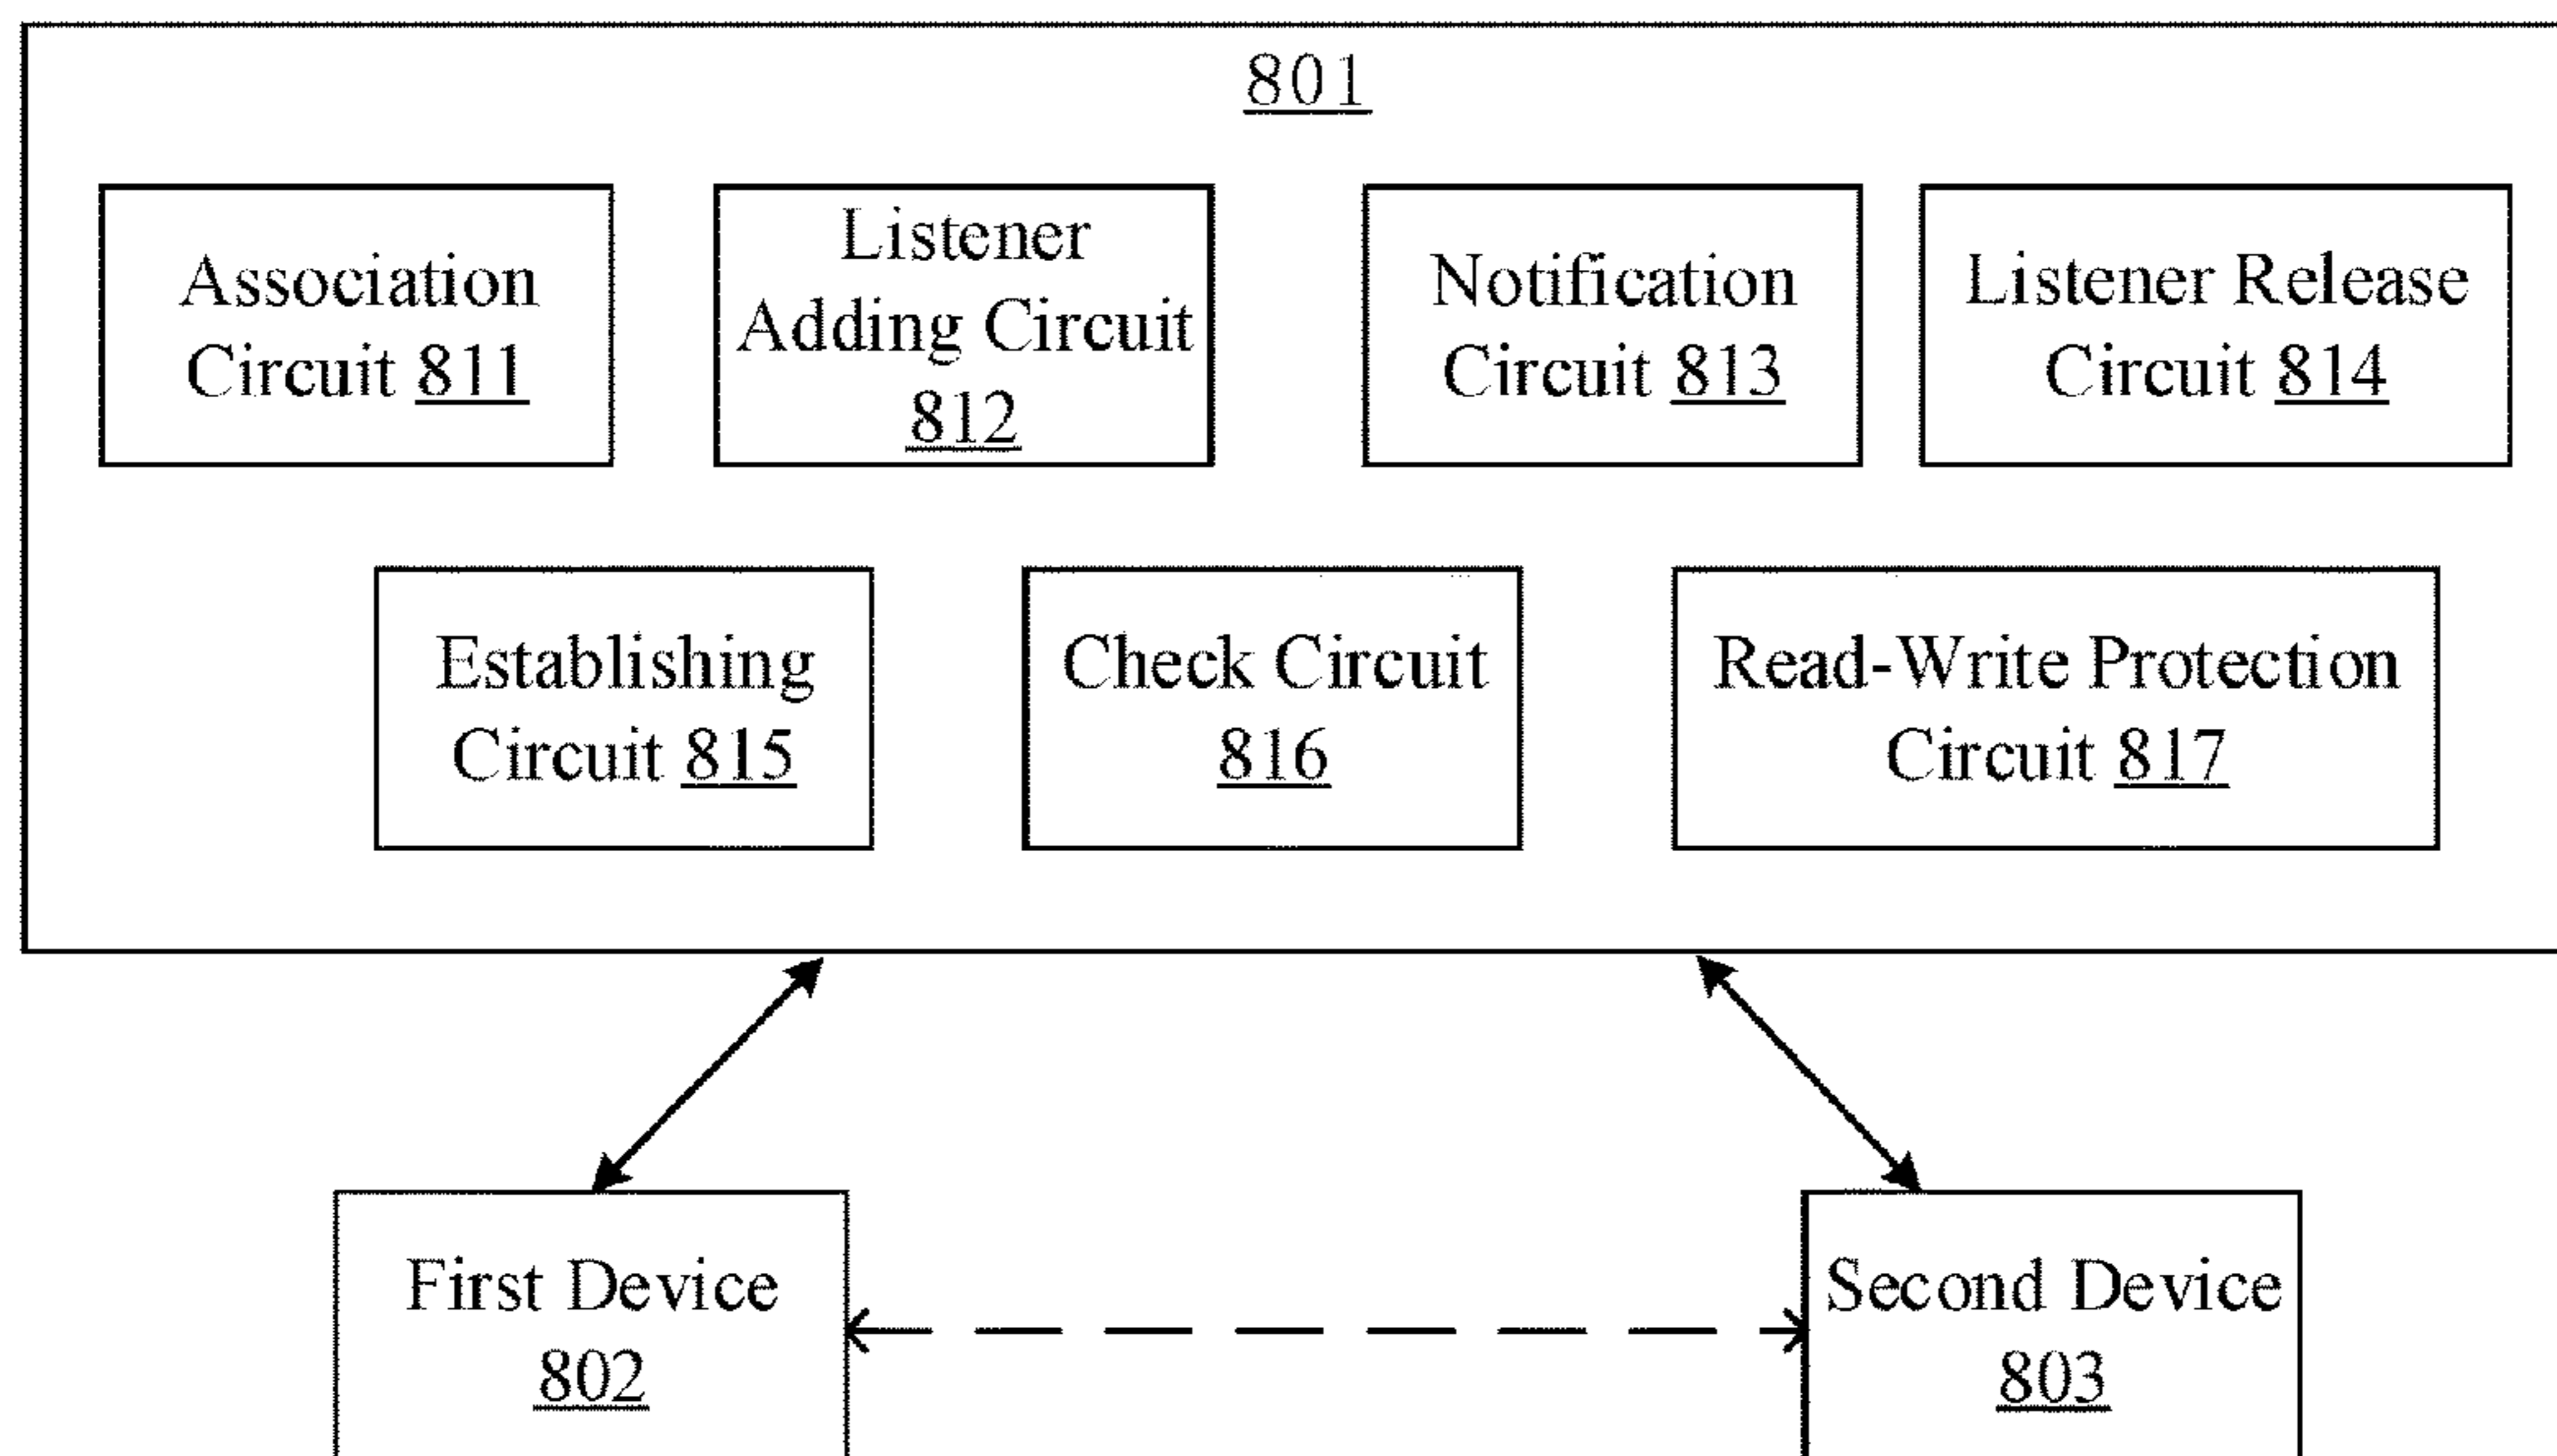 801
Association
Circuit 811
Listener
Adding Circuit
812
Notification
Circuit 813
Listener Release
Circuit 814
Establishing
Circuit 815
Check Circuit
816
Read-Write Protection
Circuit 817
First Device
802
Second Device
803